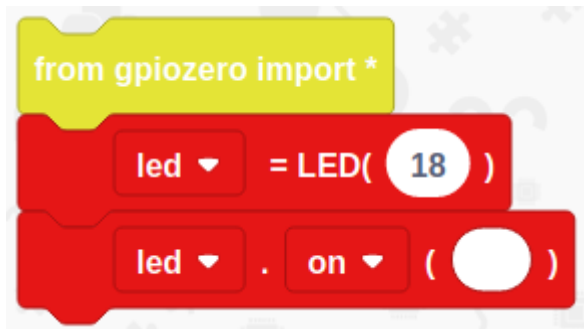 from gpiozero import *
led = LED( 18 )
led . on ( )